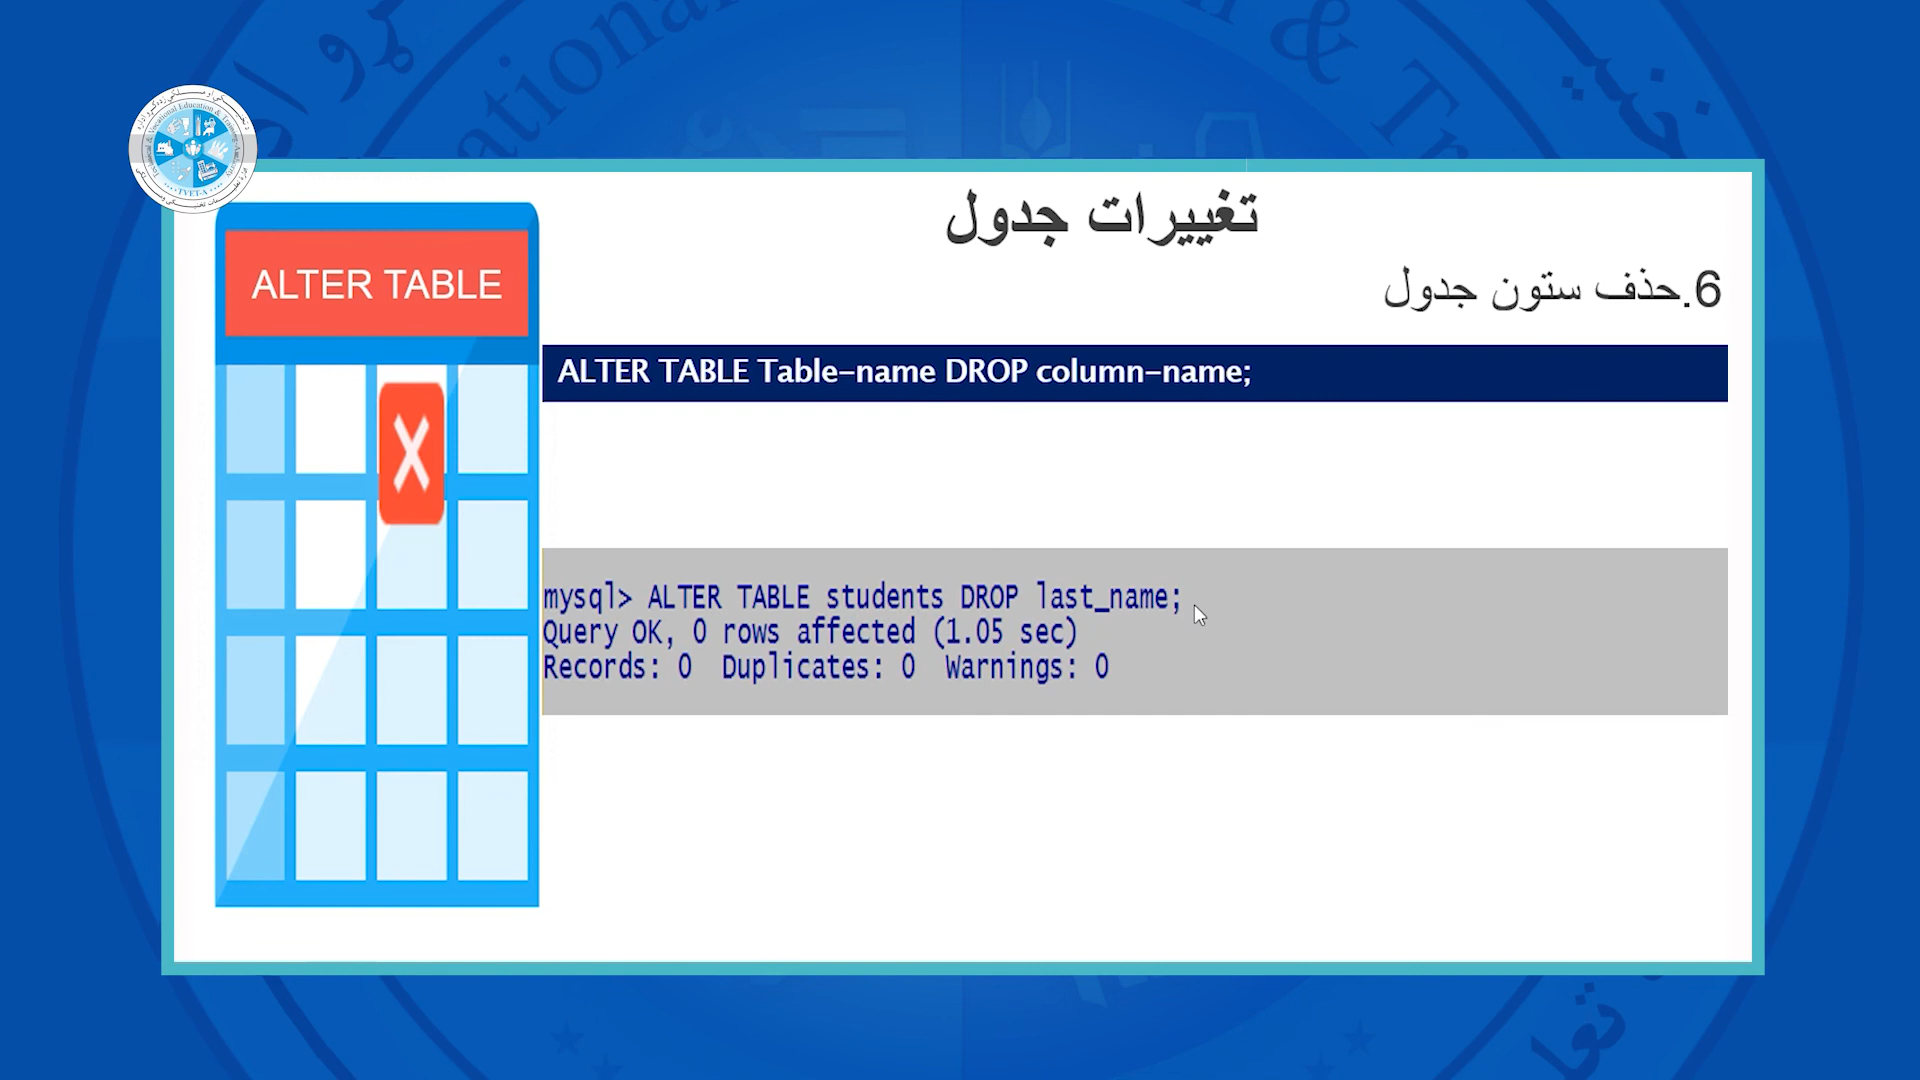 تغییرات جدول
6.حذف ستون جدول
ALTER TABLE
ALTER TABLE Table-name DROP column-name;
mysql> ALTER TABLE students DROP last_name;
Query OK, 0 rows affected (1.05 sec)
Records: 0 Duplicates: 0 Warnings: 0
X
TVET-A